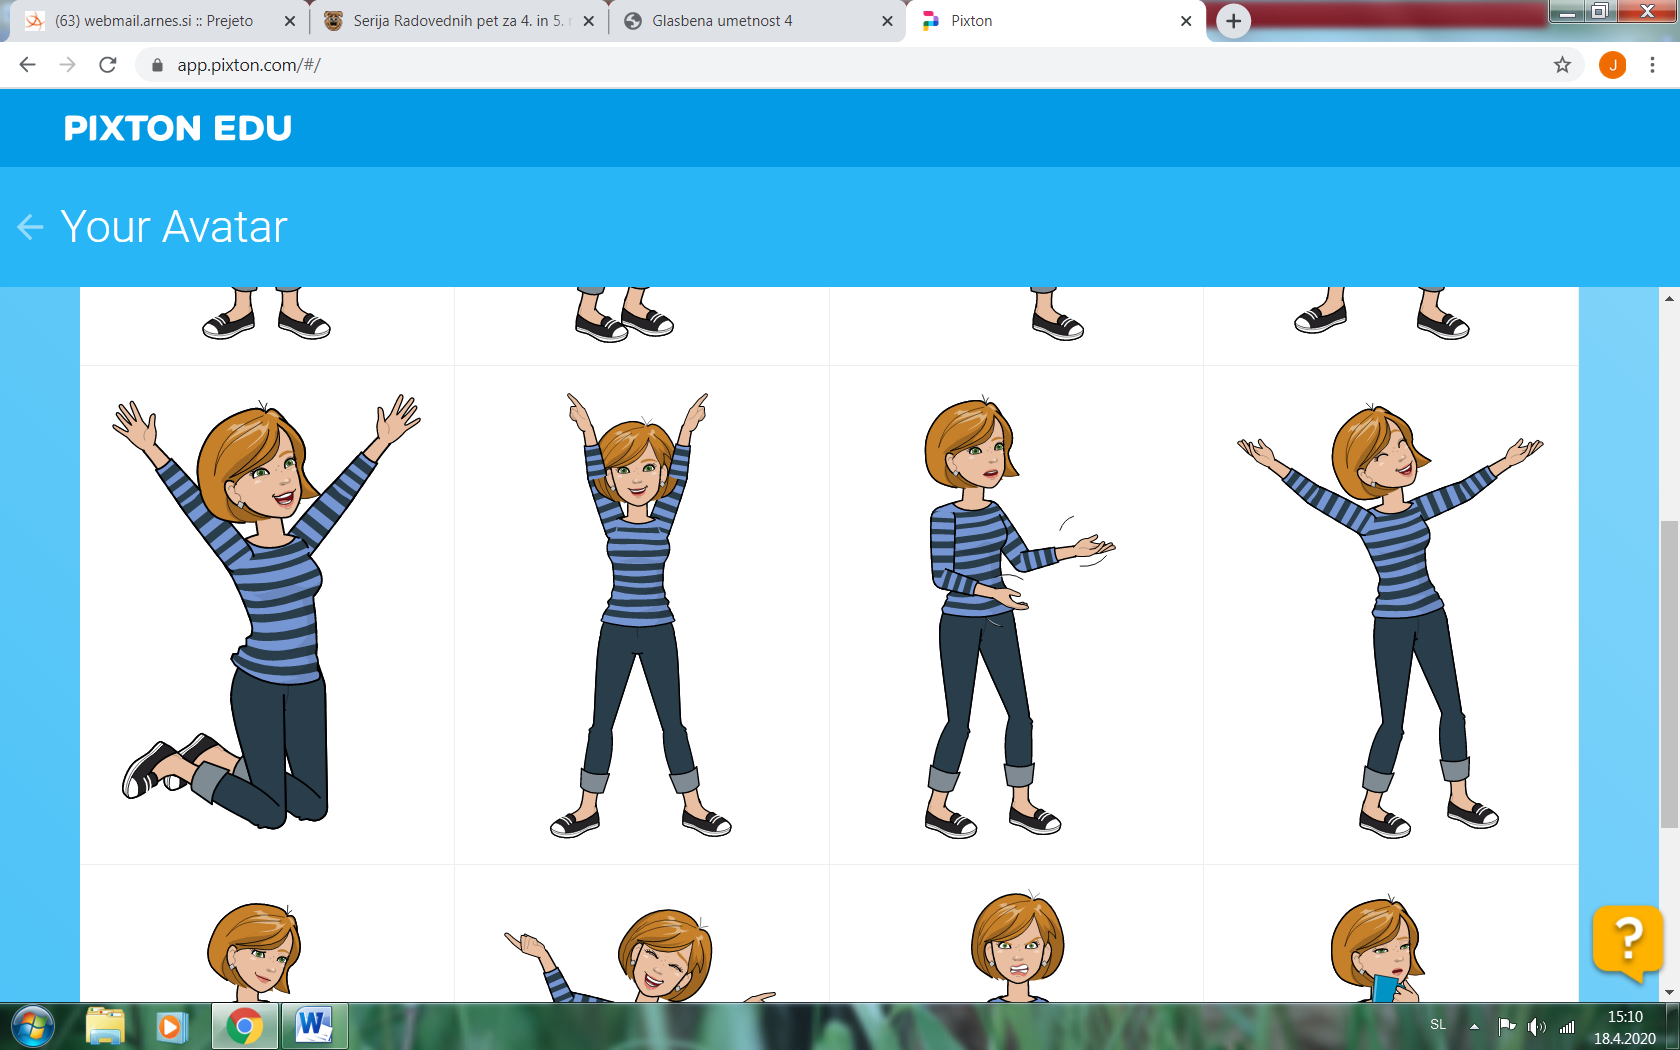 (63) webmail.arnes.si :: Prejeto
Serija Radovednih pet za 4. in 5.
Glasbena umetnost 4
Pixton
app.pixton.com/#/
J
PIXTON EDU
Your Avatar
?
W
SL
15:10
18.4.2020